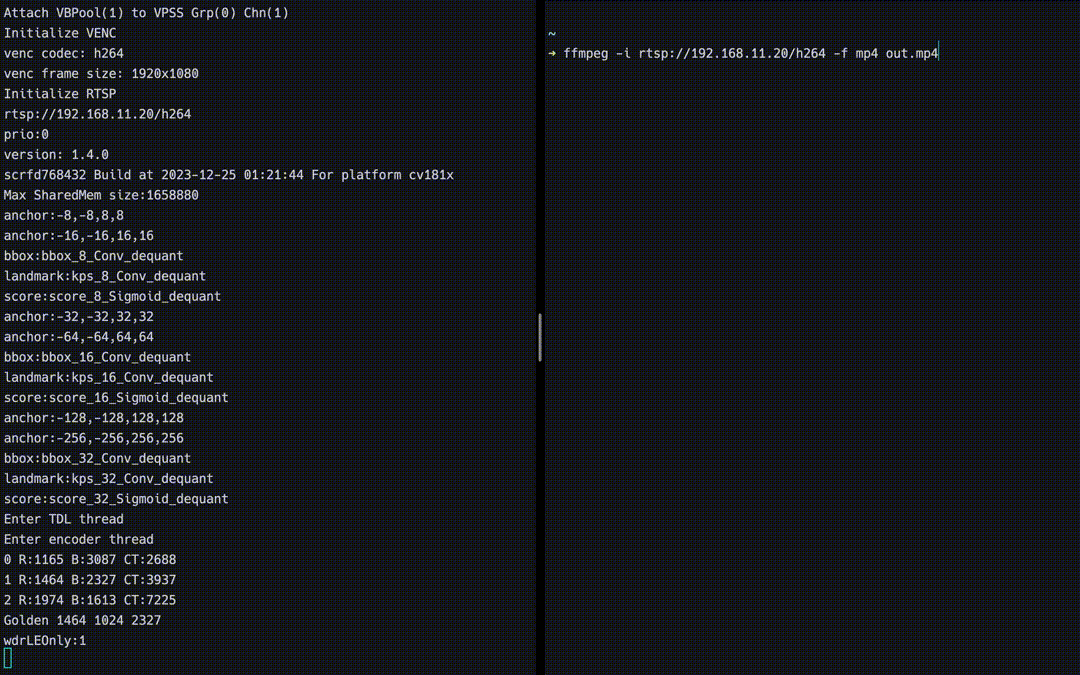 Attach VBPool(1) to VPSS Grp(0) Chn(1)
Initialize VENC
venc codec: h264
venc frame size: 1920x1080
Initialize RTSP
rtsp://192.168.11.20/h264
prio:0
version: 1.4.0
scrfd768432 Build at 2023-12-25 01:21:44 For platform cv181x
Max SharedMem size:1658880
anchor:-8,-8,8,8
anchor:-16,-16,16,16
bbox:bbox_8_Conv_dequant
landmark:kps_8_Conv_dequant
score:score_8_Sigmoid_dequant
anchor:-32,-32,32,32
anchor:-64,-64,64,64
bbox:bbox_16_Conv_dequant
landmark:kps_16_Conv_dequant
score:score_16_Sigmoid_dequant
anchor:-128,-128,128,128
anchor:-256,-256,256,256
bbox:bbox_32_Conv_dequant
landmark:kps_32_Conv_dequant
score:score_32_Sigmoid_dequant
Enter TDL thread
Enter encoder thread
0 R:1165 B:3087 CT:2688
1 R:1464 B:2327 CT:3937
2 R:1974 B:1613 CT:7225
Golden 1464 1024 2327
wdrLEOnly:1
~
→ ffmpeg -i rtsp://192.168.11.20/h264 -f mp4 out.mp4